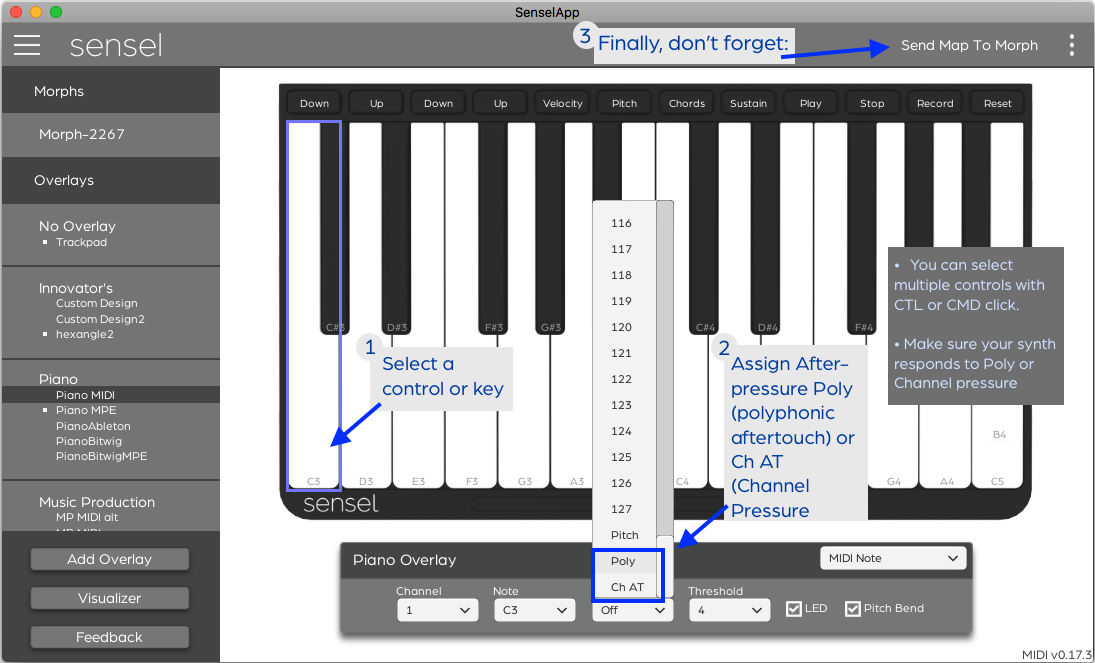 SenselApp
sensel
3
Finally, don't forget:
Send Map To Morph
Morphs
Morph-2267
Overlays
No Overlay
Trackpad
Innovator's
Custom Design
Custom Design2
hexangle2
Piano
Piano MIDI
Piano MPE
PianoAbleton
PianoBitwig
PianoBitwigMPE
Music Production
MP MIDI alt
Add Overlay
Visualizer
Feedback
Down Up Down Up Velocity Pitch Chords Sustain Play Stop Record Reset
C#3 D#3 F#3 G#3 C#4 D#4 F#4
1
Select a
control or key
2
Assign After-
pressure Poly
(polyphonic
aftertouch) or
Ch AT
(Channel
Pressure
• You can select
multiple controls with
CTL or CMD click.
• Make sure your synth
responds to Poly or
Channel pressure
B4
C3 D3 E3 F3 G3 A3 C4 G4 A4 C5
sensel
116
117
118
119
120
121
122
123
124
125
126
127
Pitch
Poly
Ch AT
Piano Overlay
MIDI Note
Channel Note Threshold
1 C3 Off 4 LED Pitch Bend
MIDI v0.17.3